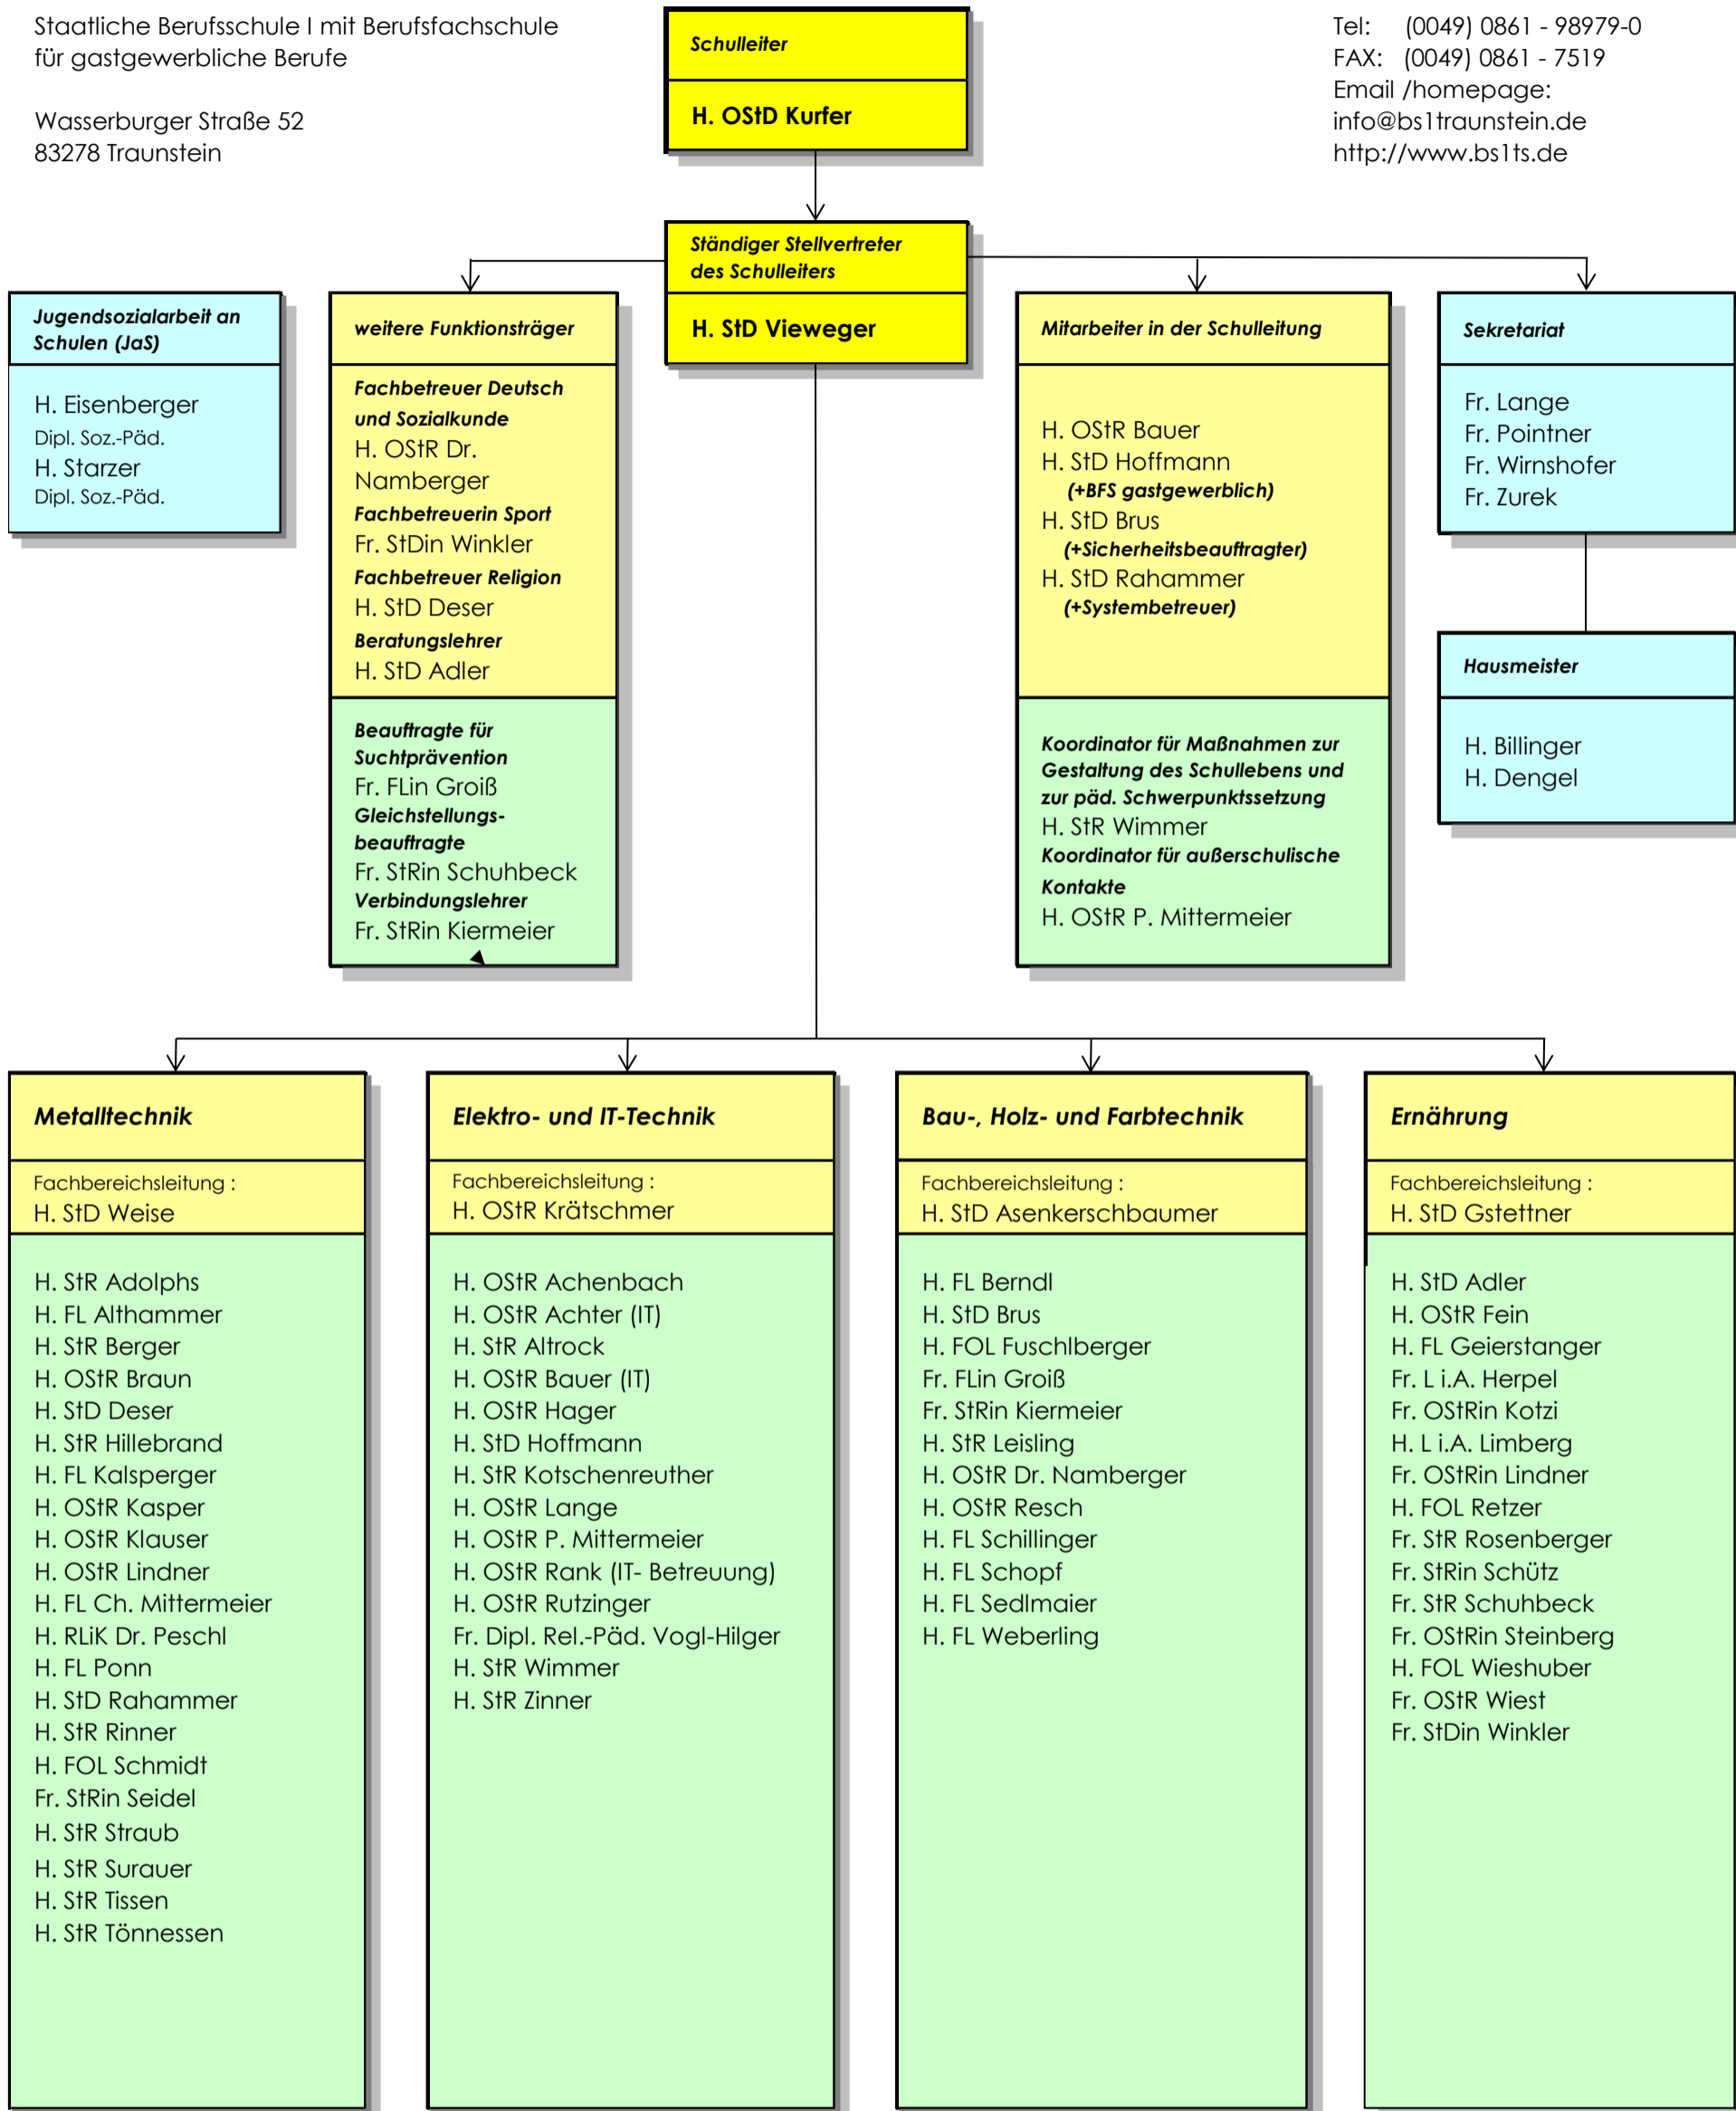 Staatliche Berufsschule I mit Berufsfachschule
für gastgewerbliche Berufe
Wasserburger Straße 52
83278 Traunstein
Schulleiter
H. OStD Kurfer
Tel: (0049) 0861 - 98979-0
FAX: (0049) 0861 - 7519
Email /homepage:
info@bs1traunstein.de
http://www.bs1ts.de
Ständiger Stellvertreter
des Schulleiters
H. StD Vieweger
Jugendsozialarbeit an
Schulen (JaS)
H. Eisenberger
Dipl. Soz.-Päd.
H. Starzer
Dipl. Soz.-Päd.
weitere Funktionsträger
Fachbetreuer Deutsch
und Sozialkunde
H. OStR Dr.
Namberger
Fachbetreuerin Sport
Fr. StDin Winkler
Fachbetreuer Religion
H. StD Deser
Beratungslehrer
H. StD Adler
Beauftragte für
Suchtprävention
Fr. FLin Groiß
Gleichstellungs-
beauftragte
Fr. StRin Schuhbeck
Verbindungslehrer
Fr. StRin Kiermeier
Mitarbeiter in der Schulleitung
H. OStR Bauer
H. StD Hoffmann
(+BFS gastgewerblich)
H. StD Brus
(+Sicherheitsbeauftragter)
H. StD Rahammer
(+Systembetreuer)
Koordinator für Maßnahmen zur
Gestaltung des Schullebens und
zur päd. Schwerpunktssetzung
H. StR Wimmer
Koordinator für außerschulische
Kontakte
H. OStR P. Mittermeier
Sekretariat
Fr. Lange
Fr. Pointner
Fr. Wirnshofer
Fr. Zurek
Hausmeister
H. Billinger
H. Dengel
Metalltechnik
Fachbereichsleitung :
H. StD Weise
H. StR Adolphs
H. FL Althammer
H. StR Berger
H. OStR Braun
H. StD Deser
H. StR Hillebrand
H. FL Kalsperger
H. OStR Kasper
H. OStR Klauser
H. OStR Lindner
H. FL Ch. Mittermeier
H. RLiK Dr. Peschl
H. FL Ponn
H. StD Rahammer
H. StR Rinner
H. FOL Schmidt
Fr. StRin Seidel
H. StR Straub
H. StR Surauer
H. StR Tissen
H. StR Tönnessen
Elektro- und IT-Technik
Fachbereichsleitung :
H. OStR Krätschmer
H. OStR Achenbach
H. OStR Achter (IT)
H. StR Altrock
H. OStR Bauer (IT)
H. OStR Hager
H. StD Hoffmann
H. StR Kotschenreuther
H. OStR Lange
H. OStR P. Mittermeier
H. OStR Rank (IT- Betreuung)
H. OStR Rutzinger
Fr. Dipl. Rel.-Päd. Vogl-Hilger
H. StR Wimmer
H. StR Zinner
Bau-, Holz- und Farbtechnik
Fachbereichsleitung :
H. StD Asenkerschbaumer
H. FL Berndl
H. StD Brus
H. FOL Fuschlberger
Fr. FLin Groiß
Fr. StRin Kiermeier
H. StR Leisling
H. OStR Dr. Namberger
H. OStR Resch
H. FL Schillinger
H. FL Schopf
H. FL Sedlmaier
H. FL Weberling
Ernährung
Fachbereichsleitung :
H. StD Gstettner
H. StD Adler
H. OStR Fein
H. FL Geierstanger
Fr. L i.A. Herpel
Fr. OStRin Kotzi
H. L i.A. Limberg
Fr. OStRin Lindner
H. FOL Retzer
Fr. StR Rosenberger
Fr. StRin Schütz
Fr. StR Schuhbeck
Fr. OStRin Steinberg
H. FOL Wieshuber
Fr. OStR Wiest
Fr. StDin Winkler